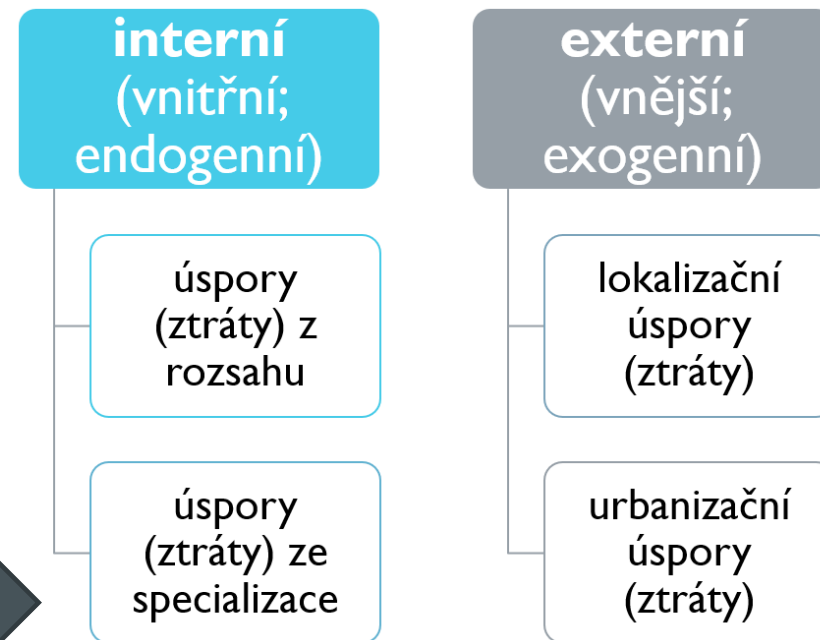 interní
(vnitřní;
endogenní)
úspory
(ztráty) z
rozsahu
úspory
(ztráty) ze
specializace
externí
(vnější;
exogenní)
lokalizační
úspory
(ztráty)
urbanizační
úspory
(ztráty)